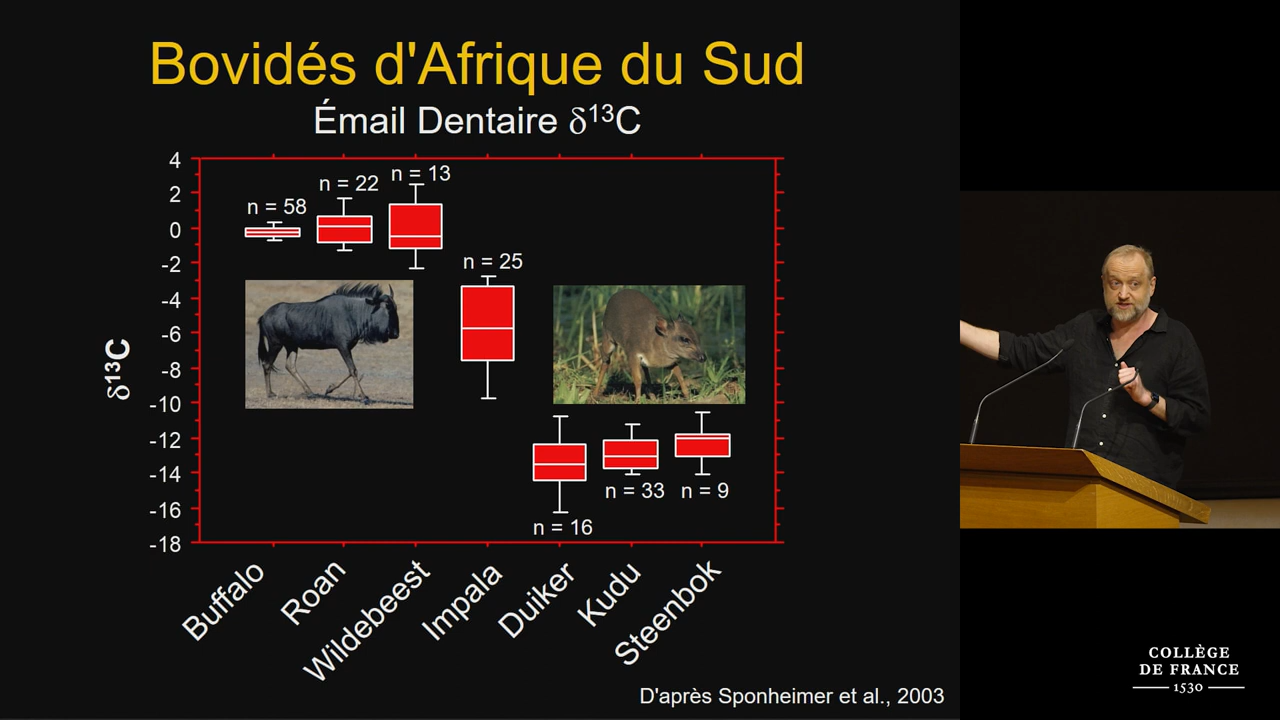 Bovidés d'Afrique du Sud
Émail Dentaire δ¹³C
4
2
0
-2
-4
-6
-8
-10
-12
-14
-16
-18
δ¹³C
n = 58
n = 22
n = 13
n = 25
n = 16
n = 33
n = 9
Buffalo
Roan
Wildebeest
Impala
Duiker
Kudu
Steenbok
D'après Sponheimer et al., 2003
COLLÈGE
DE FRANCE
1530